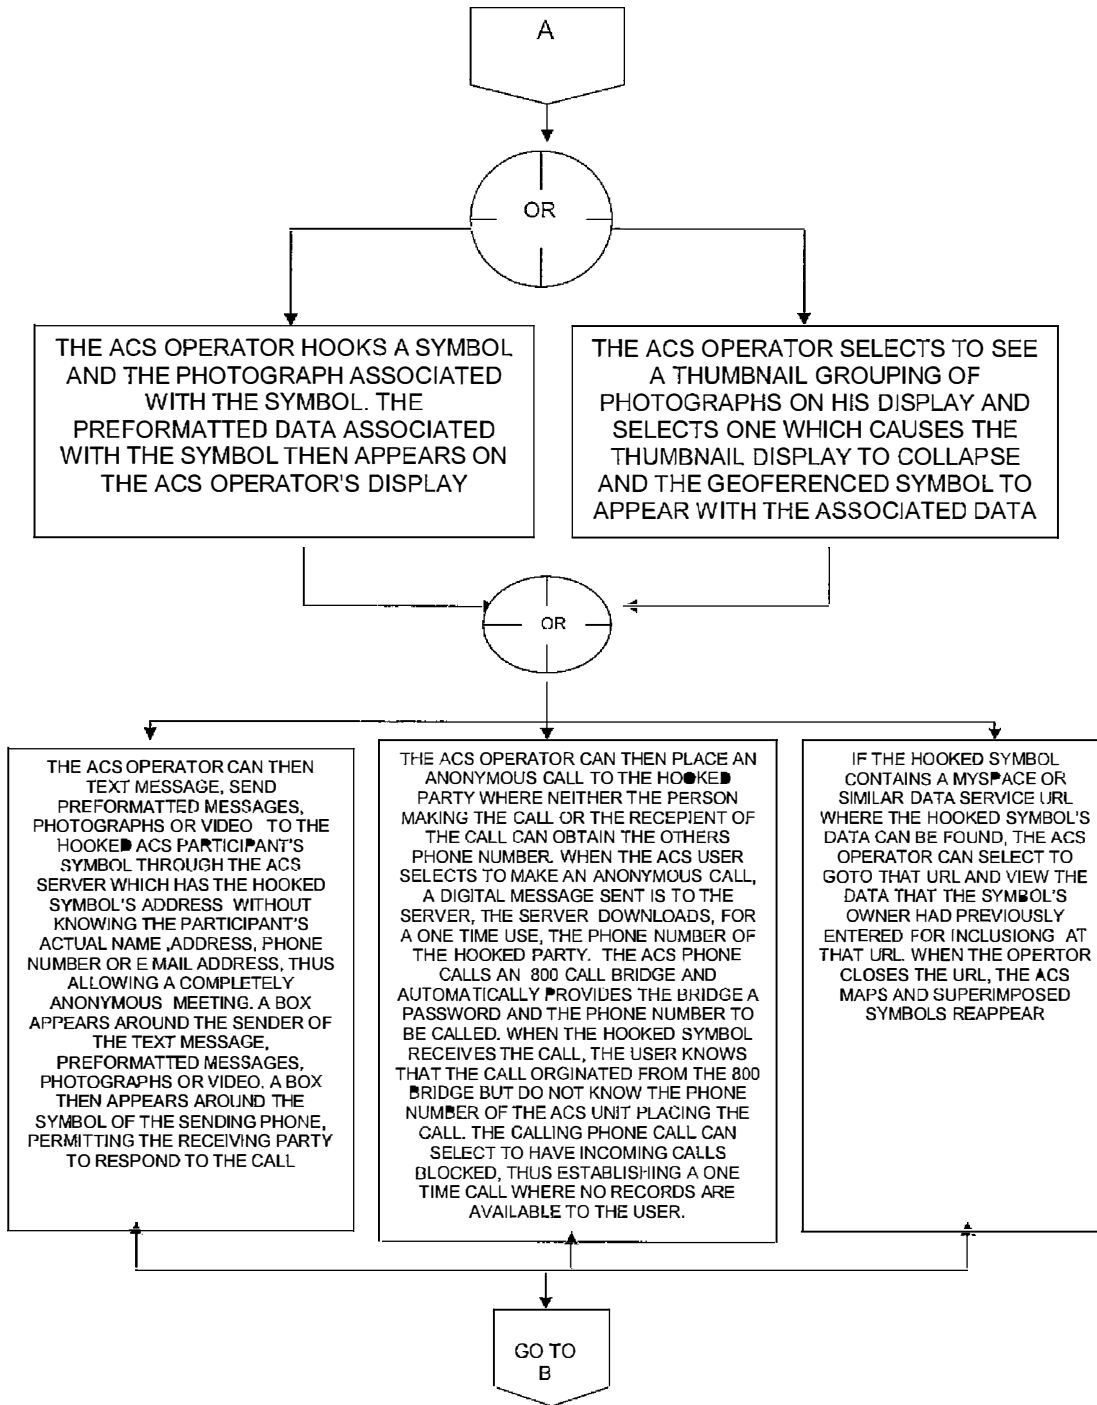 A
OR
THE ACS OPERATOR HOOKS A SYMBOL
AND THE PHOTOGRAPH ASSOCIATED
WITH THE SYMBOL. THE
PREFORMATTED DATA ASSOCIATED
WITH THE SYMBOL THEN APPEARS ON
THE ACS OPERATOR'S DISPLAY
THE ACS OPERATOR SELECTS TO SEE
A THUMBNAIL GROUPING OF
PHOTOGRAPHS ON HIS DISPLAY AND
SELECTS ONE WHICH CAUSES THE
THUMBNAIL DISPLAY TO COLLAPSE
AND THE GEOFERENCED SYMBOL TO
APPEAR WITH THE ASSOCIATED DATA
OR
THE ACS OPERATOR CAN THEN
TEXT MESSAGE, SEND
PREFORMATTED MESSAGES,
PHOTOGRAPHS OR VIDEO TO THE
HOOKED ACS PARTICIPANT'S
SYMBOL THROUGH THE ACS
SERVER WHICH HAS THE HOOKED
SYMBOL'S ADDRESS WITHOUT
KNOWING THE PARTICIPANT'S
ACTUAL NAME ,ADDRESS, PHONE
NUMBER OR E MAIL ADDRESS, THUS
ALLOWING A COMPLETELY
ANONYMOUS MEETING. A BOX
APPEARS AROUND THE SENDER OF
THE TEXT MESSAGE,
PREFORMATTED MESSAGES,
PHOTOGRAPHS OR VIDEO. A BOX
THEN APPEARS AROUND THE
SYMBOL OF THE SENDING PHONE,
PERMITTING THE RECEIVING PARTY
TO RESPOND TO THE CALL
THE ACS OPERATOR CAN THEN PLACE AN
ANONYMOUS CALL TO THE HOOKED
PARTY WHERE NEITHER THE PERSON
MAKING THE CALL OR THE RECEPIENT OF
THE CALL CAN OBTAIN THE OTHERS
PHONE NUMBER. WHEN THE ACS USER
SELECTS TO MAKE AN ANONYMOUS CALL,
A DIGITAL MESSAGE SENT IS TO THE
SERVER, THE SERVER DOWNLOADS, FOR
A ONE TIME USE, THE PHONE NUMBER OF
THE HOOKED PARTY. THE ACS PHONE
CALLS AN 800 CALL BRIDGE AND
AUTOMATICALLY PROVIDES THE BRIDGE A
PASSWORD AND THE PHONE NUMBER TO
BE CALLED. WHEN THE HOOKED SYMBOL
RECEIVES THE CALL, THE USER KNOWS
THAT THE CALL ORGINATED FROM THE 800
BRIDGE BUT DO NOT KNOW THE PHONE
NUMBER OF THE ACS UNIT PLACING THE
CALL. THE CALLING PHONE CALL CAN
SELECT TO HAVE INCOMING CALLS
BLOCKED, THUS ESTABLISHING A ONE
TIME CALL WHERE NO RECORDS ARE
AVAILABLE TO THE USER.
IF THE HOOKED SYMBOL
CONTAINS A MYSPACE OR
SIMILAR DATA SERVICE URL
WHERE THE HOOKED SYMBOL'S
DATA CAN BE FOUND, THE ACS
OPERATOR CAN SELECT TO
GOTO THAT URL AND VIEW THE
DATA THAT THE SYMBOL'S
OWNER HAD PREVIOUSLY
ENTERED FOR INCLUSIONG AT
THAT URL. WHEN THE OPERTOR
CLOSES THE URL, THE ACS
MAPS AND SUPERIMPOSED
SYMBOLS REAPPEAR
GO TO
B